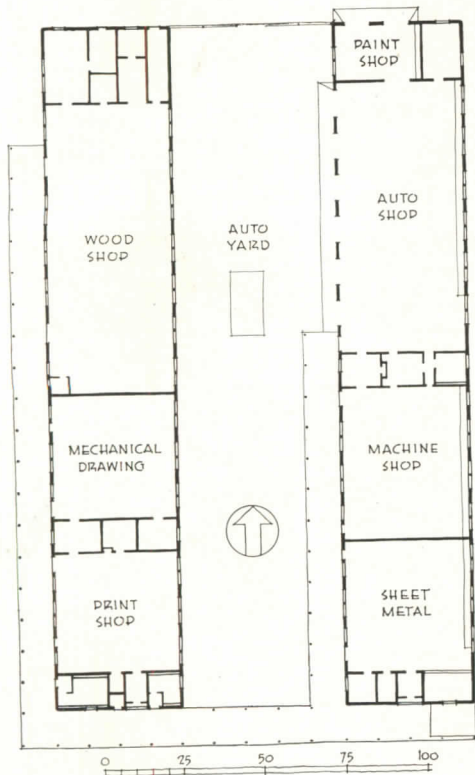 PAINT
SHOP
AUTO
SHOP
WOOD
SHOP
AUTO
YARD
MECHANICAL
DRAWING
MACHINE
SHOP
PRINT
SHOP
SHEET
METAL
0 25 50 75 100